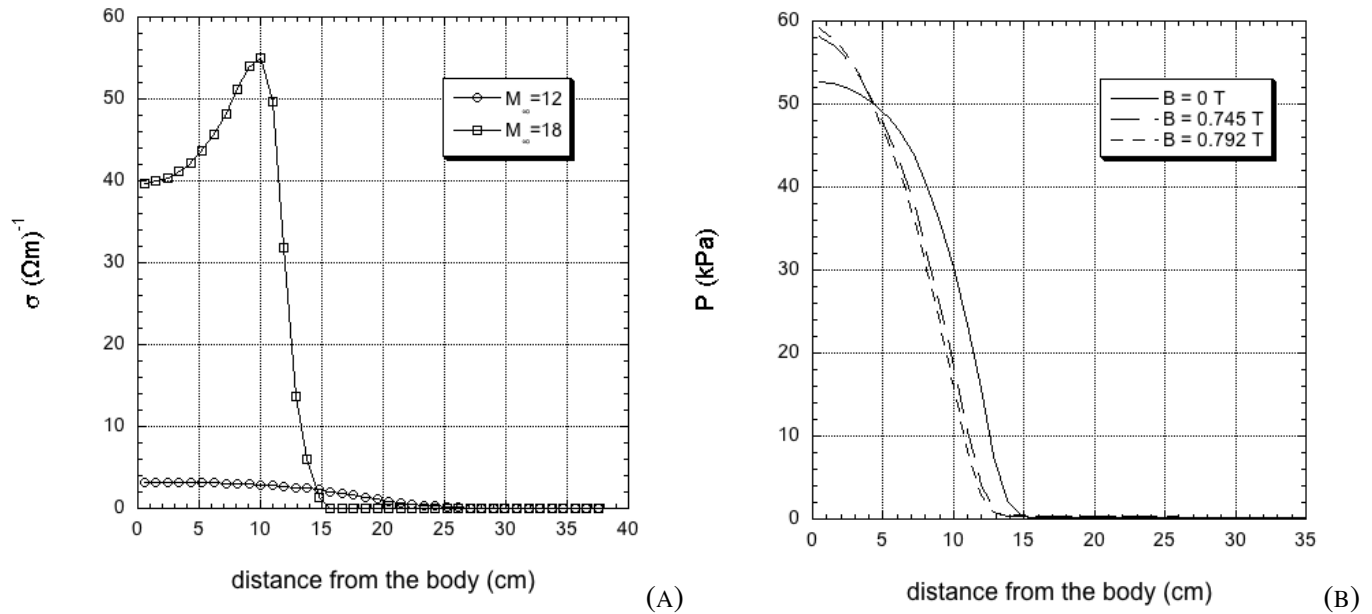 60
50
40
30
20
10
0
0 5 10 15 20 25 30 35 40
σ (Ωm)⁻¹
distance from the body (cm)
M∞=12
M∞=18
(A)
60
50
40
30
20
10
0
0 5 10 15 20 25 30 35
P (kPa)
distance from the body (cm)
B = 0 T
B = 0.745 T
B = 0.792 T
(B)